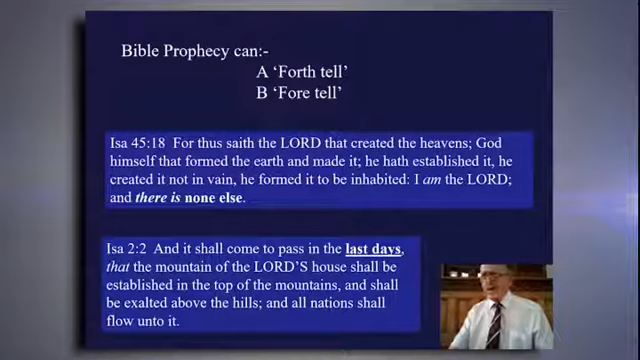 Bible Prophecy can:-
A 'Forth tell'
B 'Fore tell'
Isa 45:18 For thus saith the LORD that created the heavens; God
himself that formed the earth and made it; he hath established it, he
created it not in vain, he formed it to be inhabited: I am the LORD;
and there is none else.
Isa 2:2 And it shall come to pass in the last days,
that the mountain of the LORD'S house shall be
established in the top of the mountains, and shall
be exalted above the hills; and all nations shall
flow unto it.